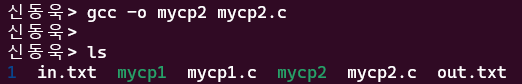 신동욱> gcc -o mycp2 mycp2.c
신동욱>
신동욱> ls
1  in.txt  mycp1  mycp1.c  mycp2  mycp2.c  out.txt